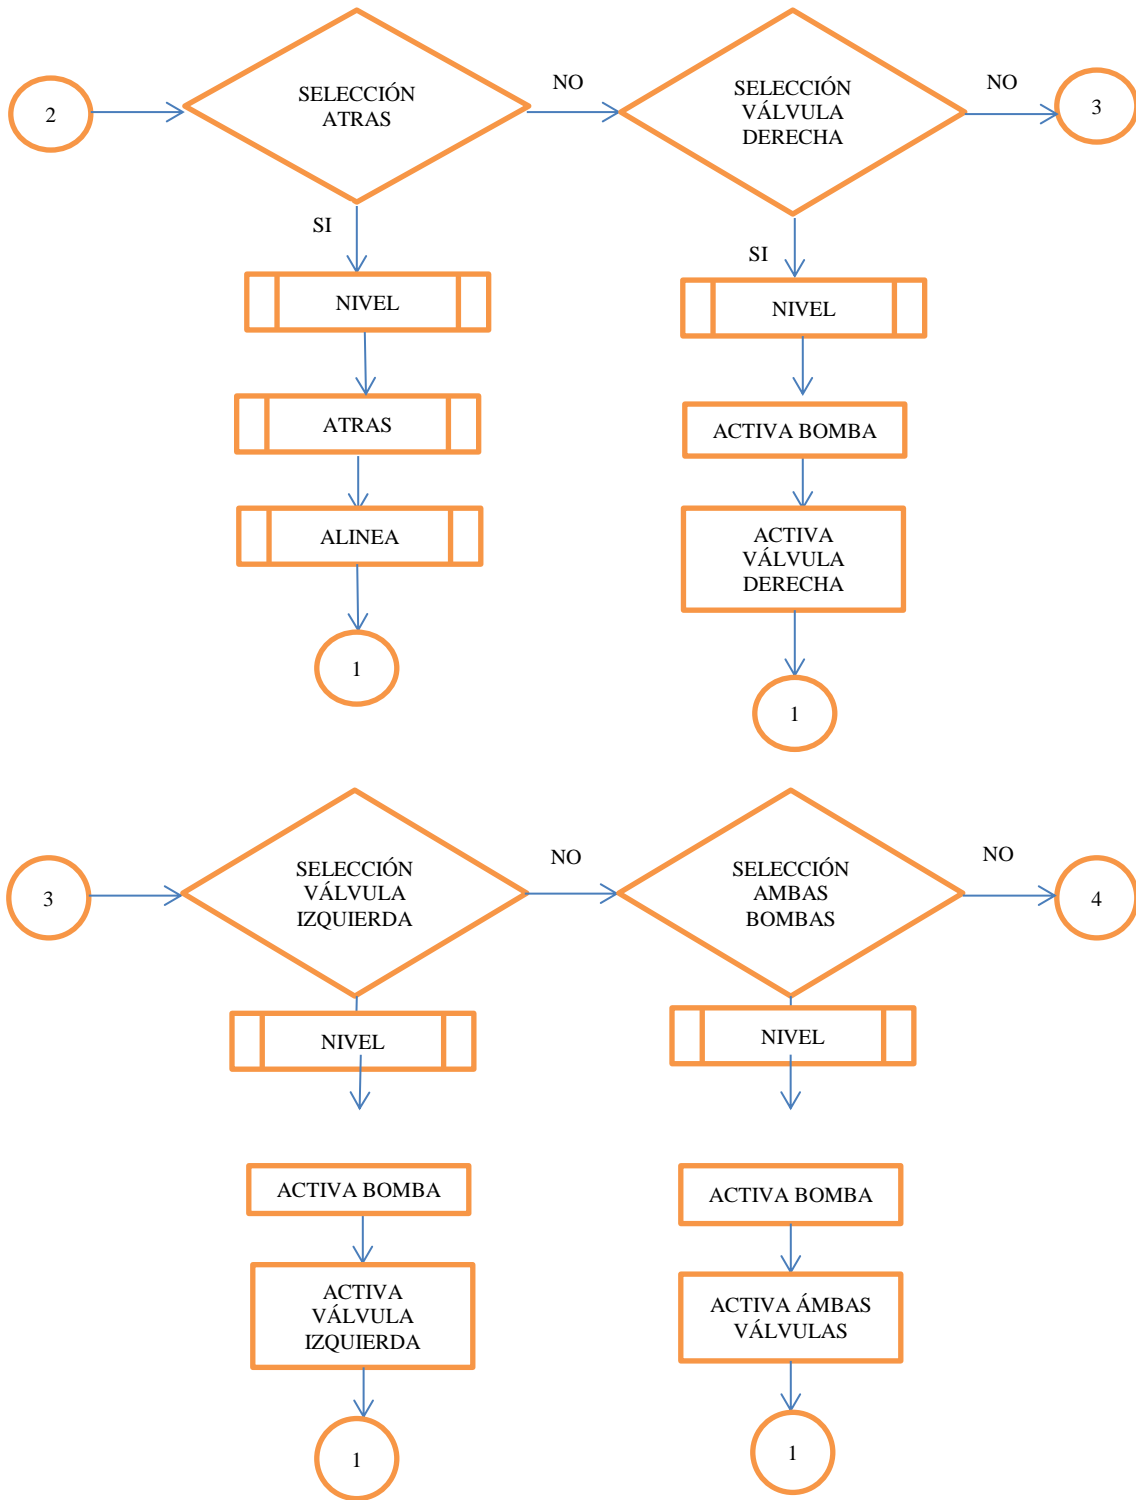 2
SELECCIÓN
ATRAS
NO
SELECCIÓN
VÁLVULA
DERECHA
NO
3
SI
SI
NIVEL
NIVEL
ATRAS
ACTIVA BOMBA
ALINEA
ACTIVA
VÁLVULA
DERECHA
1
1
3
SELECCIÓN
VÁLVULA
IZQUIERDA
NO
SELECCIÓN
AMBAS
BOMBAS
NO
4
NIVEL
NIVEL
ACTIVA BOMBA
ACTIVA BOMBA
ACTIVA
VÁLVULA
IZQUIERDA
ACTIVA ÁMBAS
VÁLVULAS
1
1